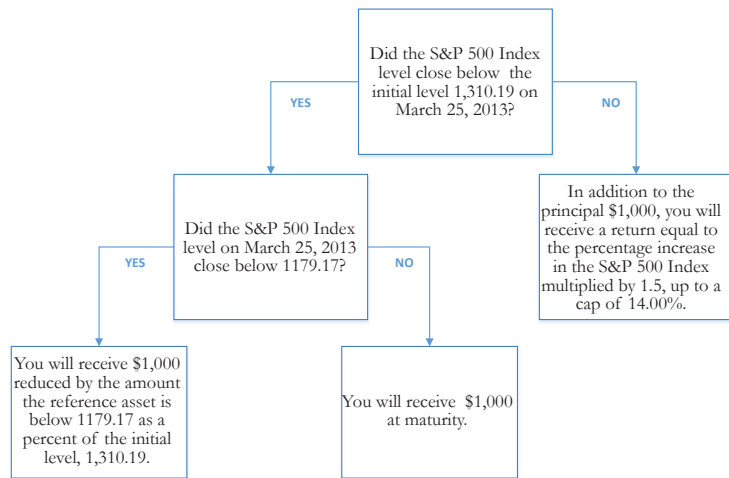 Did the S&P 500 Index
level close below the
initial level 1,310.19 on
March 25, 2013?
YES
NO
Did the S&P 500 Index
level on March 25, 2013
close below 1179.17?
In addition to the
principal $1,000, you will
receive a return equal to
the percentage increase
in the S&P 500 Index
multiplied by 1.5, up to a
cap of 14.00%.
YES
NO
You will receive $1,000
reduced by the amount
the reference asset is
below 1179.17 as a
percent of the initial
level, 1,310.19.
You will receive $1,000
at maturity.